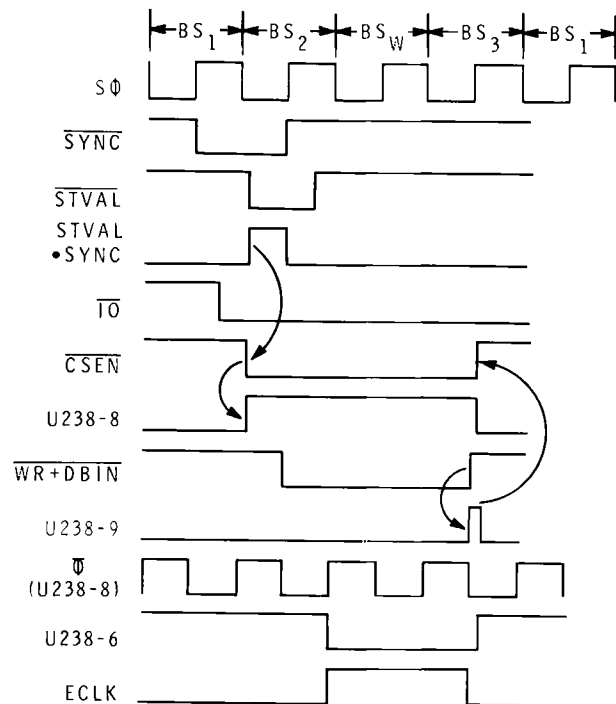 BS1 BS2 BSW BS3 BS1
SΦ
SYNC
STVAL
STVAL
•SYNC
IO
CSEN
U238-8
WR+DBIN
U238-9
Φ
(U238-8)
U238-6
ECLK